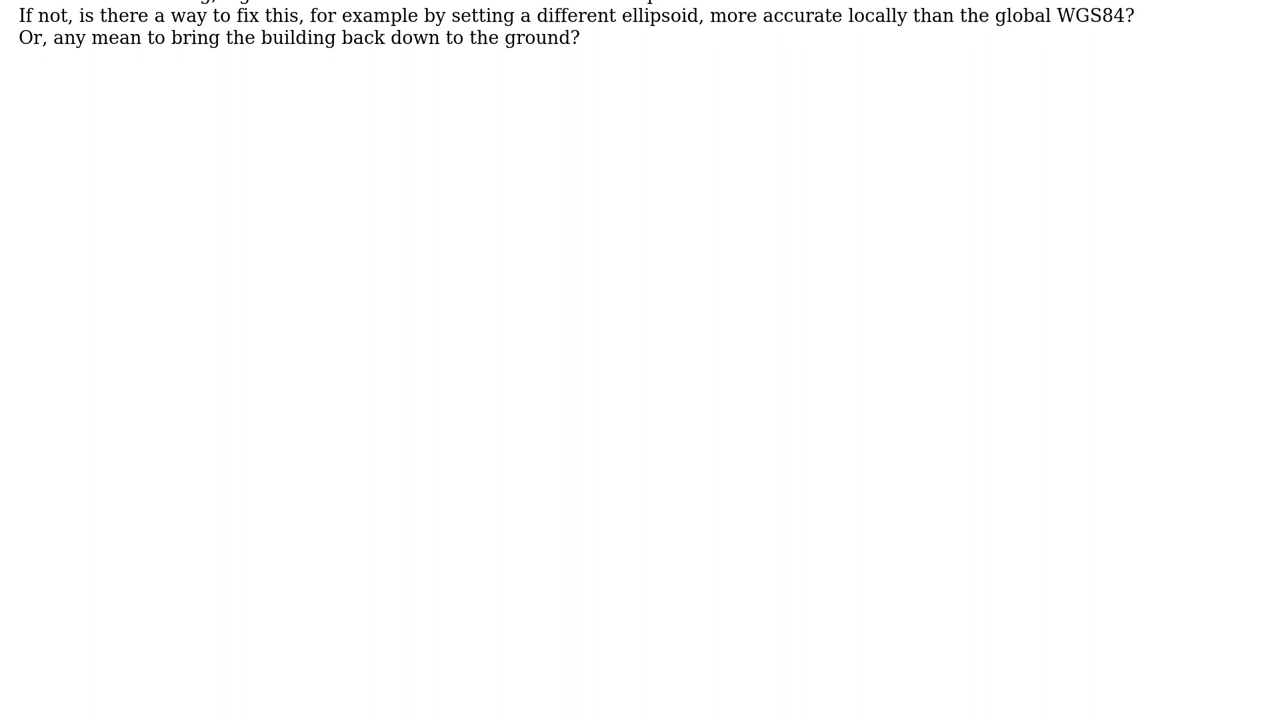 If not, is there a way to fix this, for example by setting a different ellipsoid, more accurate locally than the global WGS84?
Or, any mean to bring the building back down to the ground?